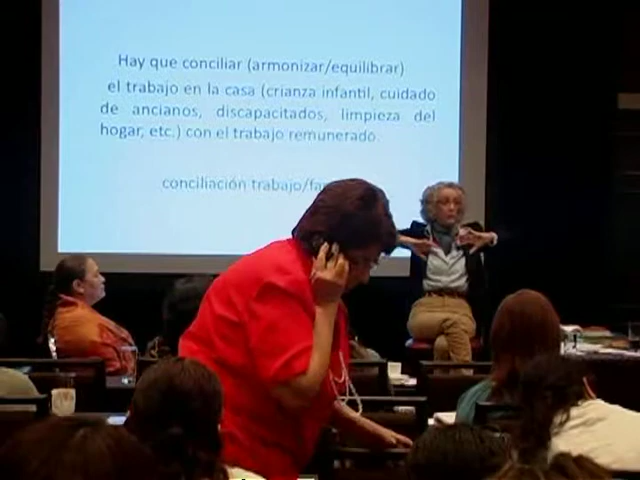 Hay que conciliar (armonizar/equilibrar)
el trabajo en la casa (crianza infantil, cuidado
de ancianos, discapacitados, limpieza del
hogar, etc.) con el trabajo remunerado.
conciliación trabajo/fa